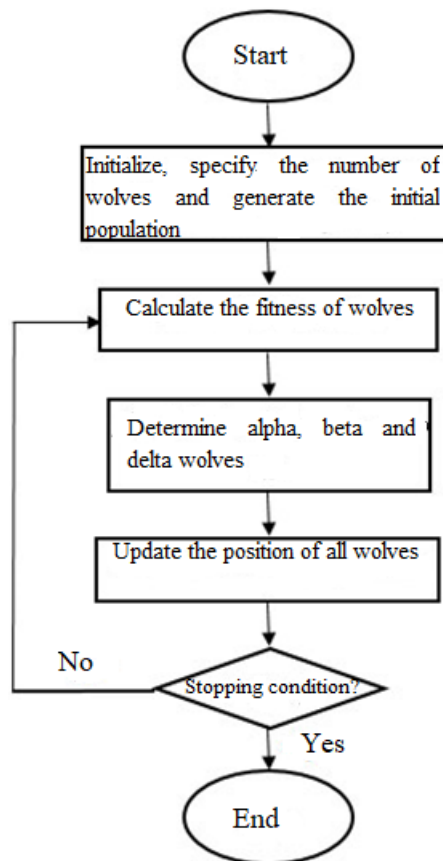 Start
Initialize, specify the number of
wolves and generate the initial
population
Calculate the fitness of wolves
Determine alpha, beta and
delta wolves
Update the position of all wolves
Stopping condition?
No
Yes
End